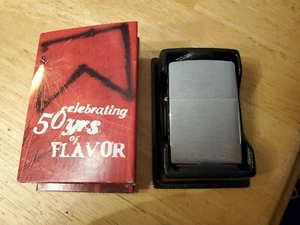 celebrating
50 yrs
of
FLAVOR